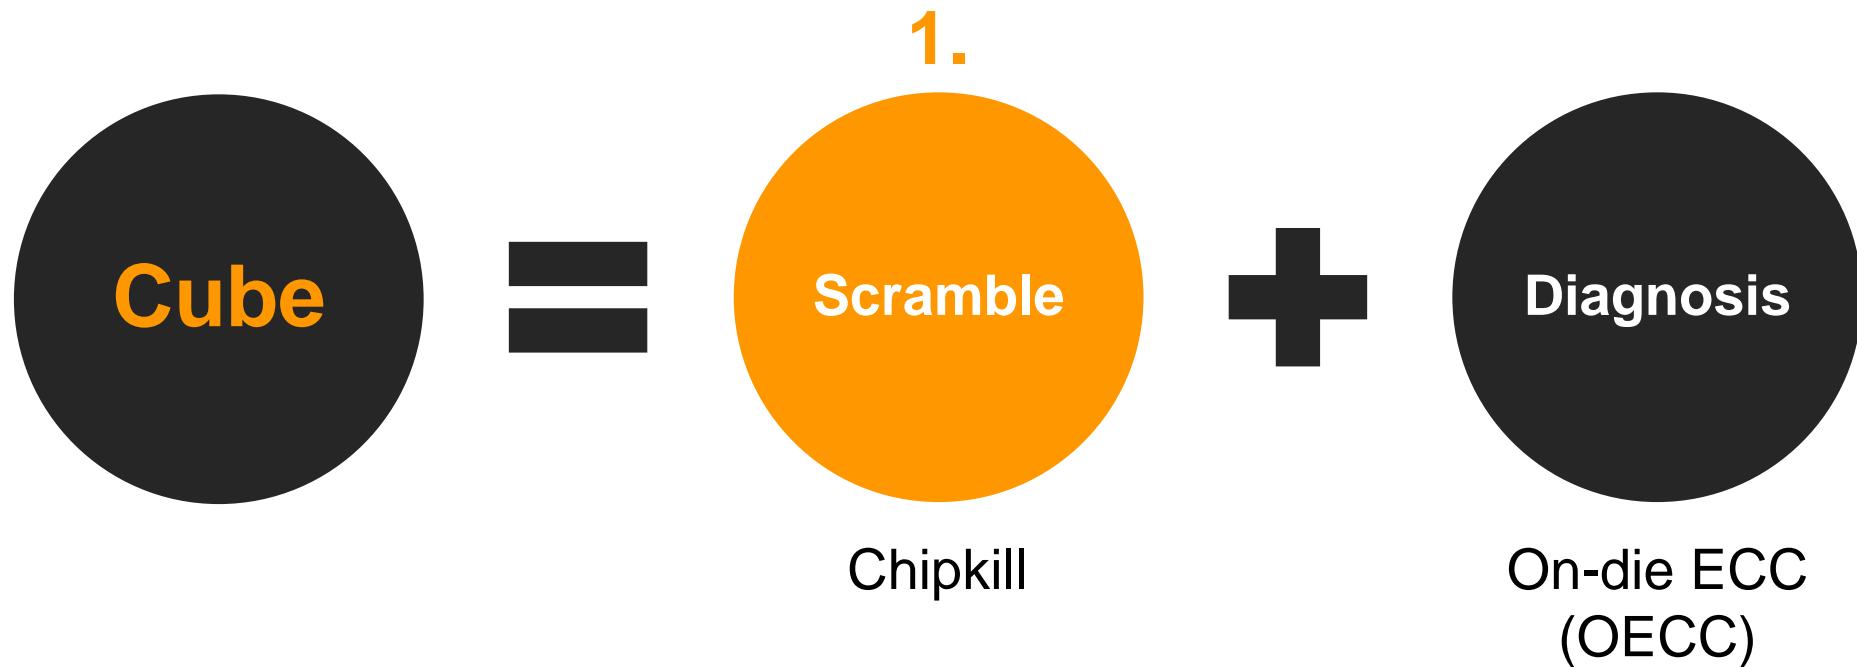 1.
Cube
Scramble
Diagnosis
Chipkill
On-die ECC
(OECC)